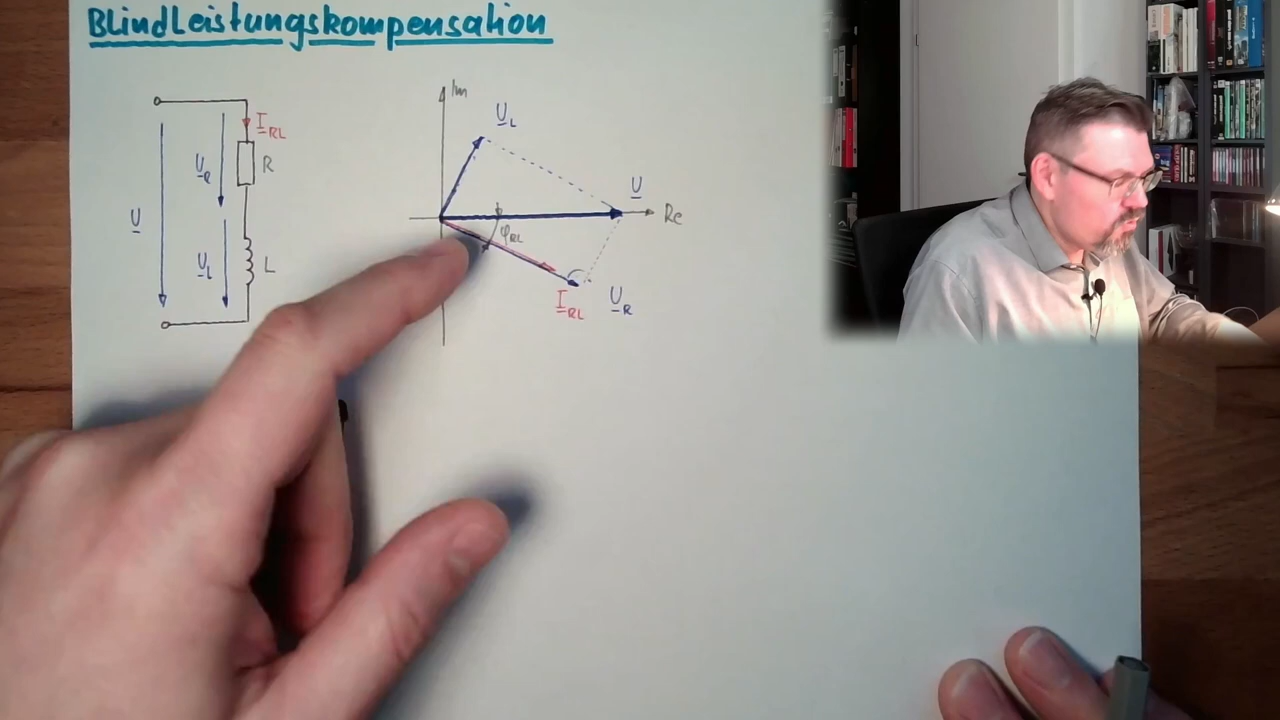 Blindleistungskompensation
Im
U_L
I_RL
U_R
R
U
Re
U
φ_RL
U_L
L
I_RL
U_R